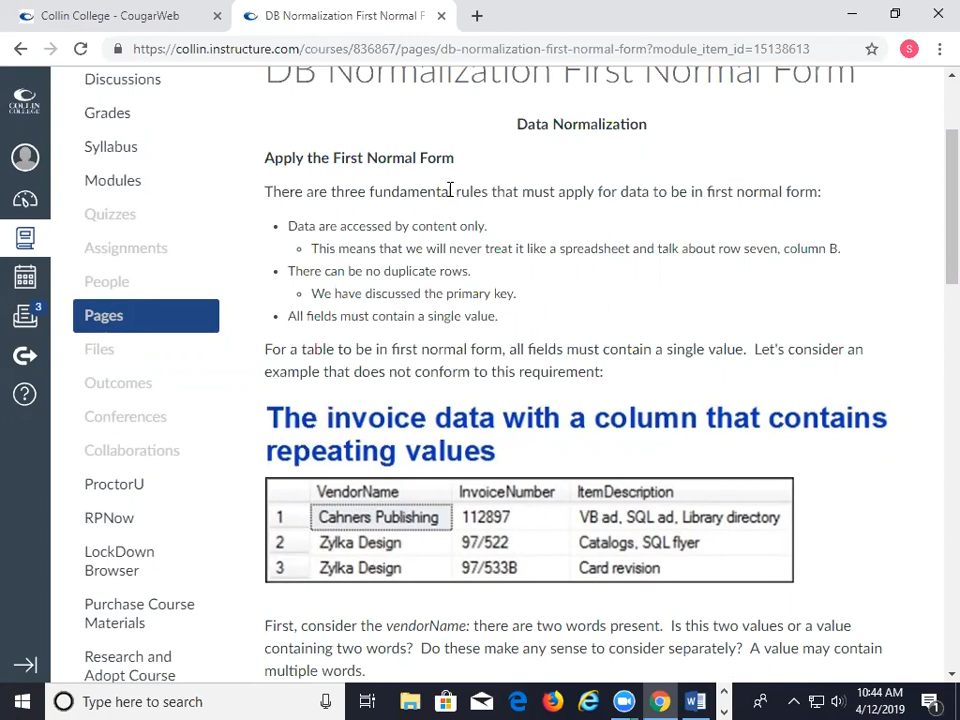 Collin College - CougarWeb
DB Normalization First Normal F
https://collin.instructure.com/courses/836867/pages/db-normalization-first-normal-form?module_item_id=15138613
S
COLLIN
COLLEGE
3
Discussions
Grades
Syllabus
Modules
Quizzes
Assignments
People
Pages
Files
Outcomes
Conferences
Collaborations
ProctorU
RPNow
LockDown
Browser
Purchase Course
Materials
Research and
Adopt Course
DB Normalization First Normal Form
Data Normalization
Apply the First Normal Form
There are three fundamental rules that must apply for data to be in first normal form:
• Data are accessed by content only.
◦ This means that we will never treat it like a spreadsheet and talk about row seven, column B.
• There can be no duplicate rows.
◦ We have discussed the primary key.
• All fields must contain a single value.
For a table to be in first normal form, all fields must contain a single value. Let's consider an
example that does not conform to this requirement:
The invoice data with a column that contains
repeating values
VendorName InvoiceNumber ItemDescription
1 Cahners Publishing 112897 VB ad, SQL ad, Library directory
2 Zylka Design 97/522 Catalogs, SQL flyer
3 Zylka Design 97/533B Card revision
First, consider the vendorName: there are two words present. Is this two values or a value
containing two words? Do these make any sense to consider separately? A value may contain
multiple words.
Type here to search
10:44 AM
4/12/2019
1